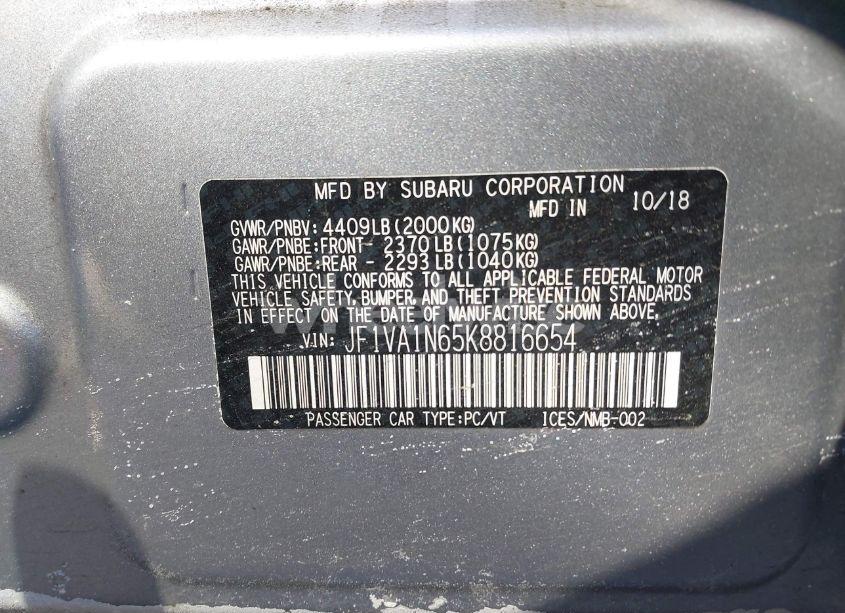 MFD BY SUBARU CORPORATION
MFD IN 10/18
GVWR/PNBV: 4409LB(2000KG)
GAWR/PNBE:FRONT- 2370LB(1075KG)
GAWR/PNBE:REAR - 2293LB(1040KG)
THIS VEHICLE CONFORMS TO ALL APPLICABLE FEDERAL MOTOR
VEHICLE SAFETY, BUMPER, AND THEFT PREVENTION STANDARDS
IN EFFECT ON THE DATE OF MANUFACTURE SHOWN ABOVE.
VIN: JF1VA1N65K8816654
PASSENGER CAR TYPE:PC/VT ICES/NMB-002